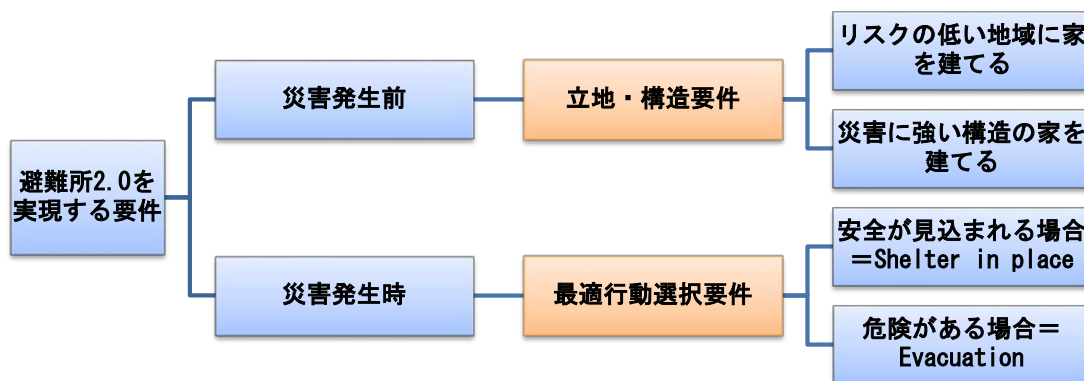 避難所2.0を
実現する要件
災害発生前
立地・構造要件
リスクの低い地域に家
を建てる
災害に強い構造の家を
建てる
災害発生時
最適行動選択要件
安全が見込まれる場合
＝Shelter in place
危険がある場合＝
Evacuation